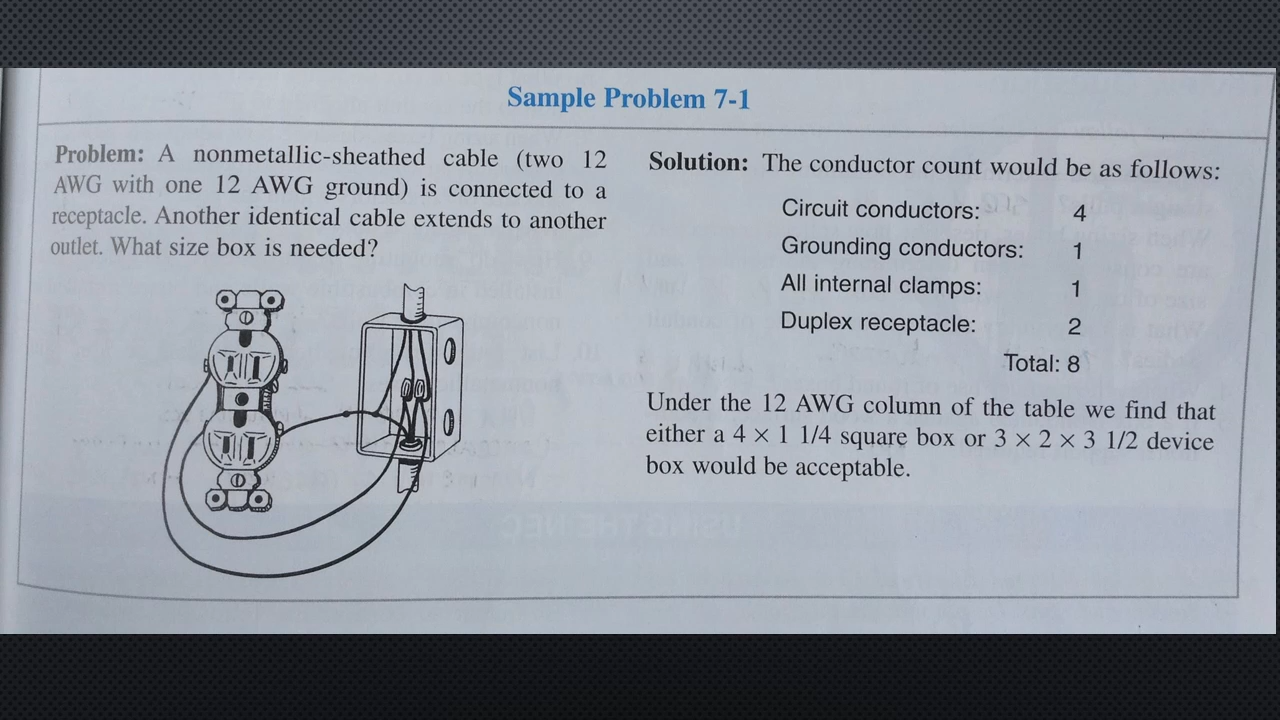 Sample Problem 7-1
Problem: A nonmetallic-sheathed cable (two 12
AWG with one 12 AWG ground) is connected to a
receptacle. Another identical cable extends to another
outlet. What size box is needed?
Solution: The conductor count would be as follows:
Circuit conductors: 4
Grounding conductors: 1
All internal clamps: 1
Duplex receptacle: 2
Total: 8
Under the 12 AWG column of the table we find that
either a 4 × 1 1/4 square box or 3 × 2 × 3 1/2 device
box would be acceptable.